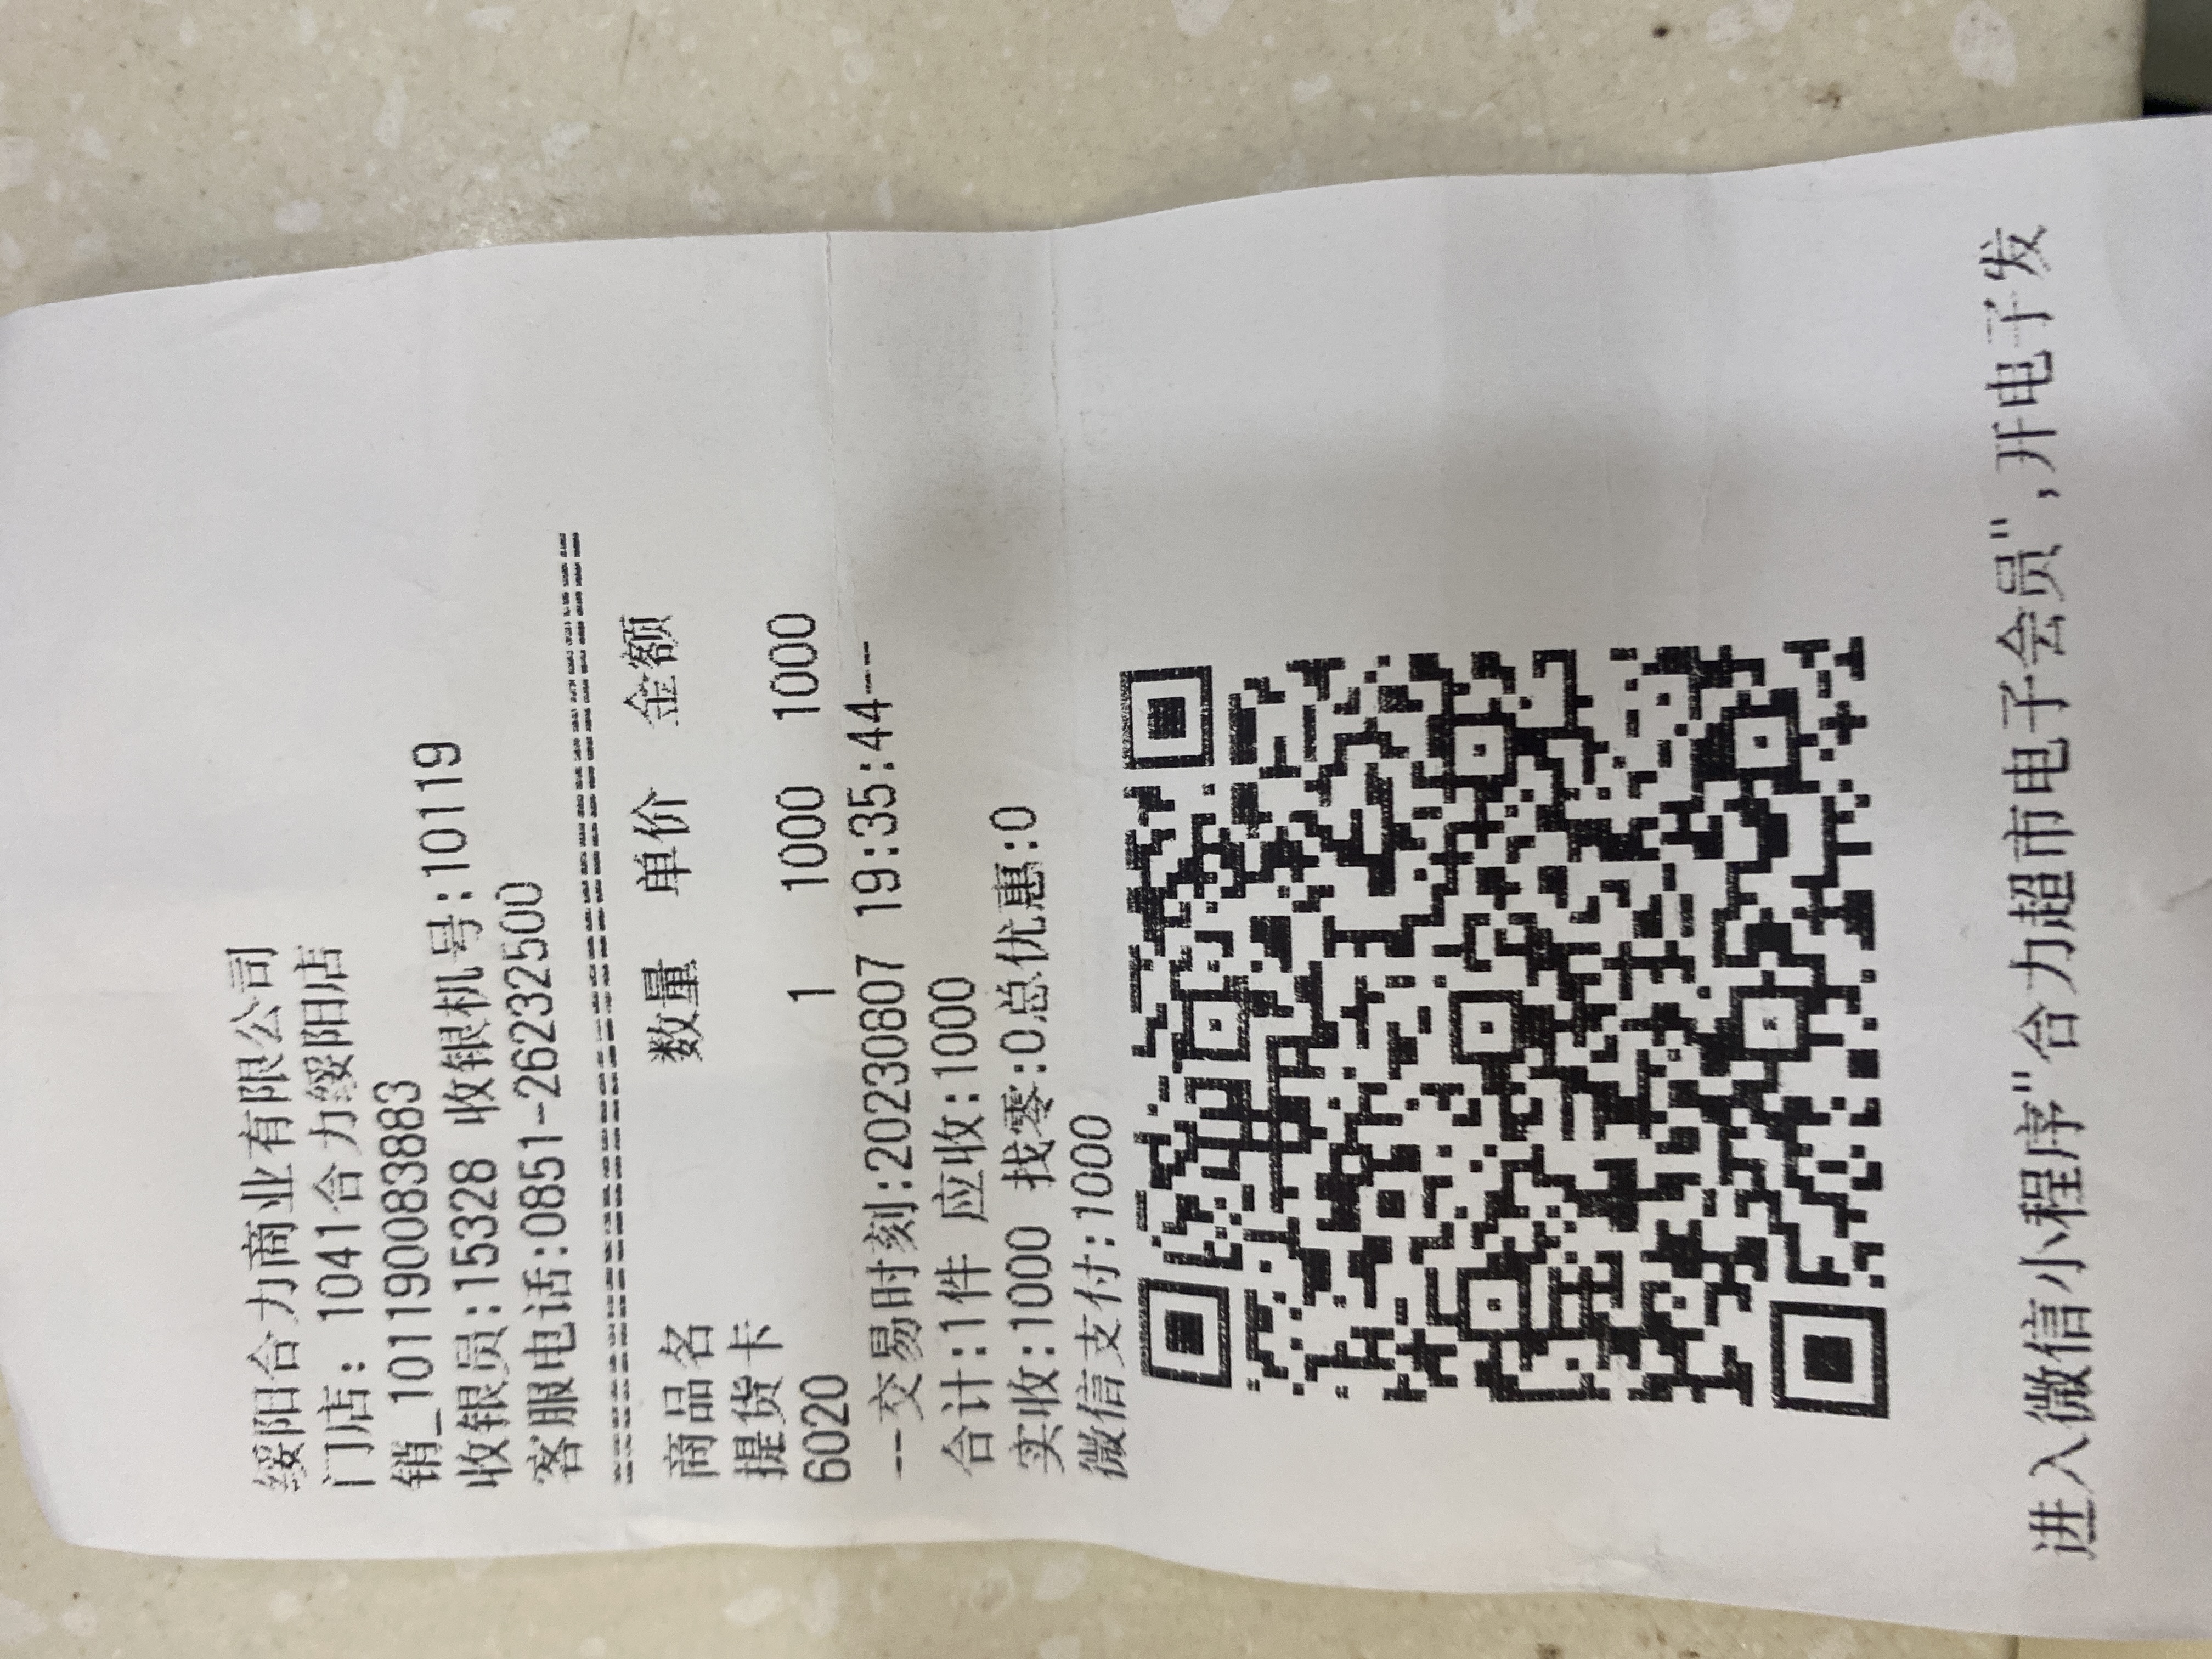 绥阳合力商业有限公司
门店: 1041合力绥阳店
销_101190083883
收银员:15328 收银机号:10119
客服电话:0851-26232500
==========================================
商品名 数量 单价 金额
提货卡
6020 1 1000 1000
--交易时刻:20230807 19:35:44---
合计:1件 应收:1000
实收:1000 找零:0总优惠:0
微信支付:1000
进入微信小程序"合力超市电子会员",开电子发